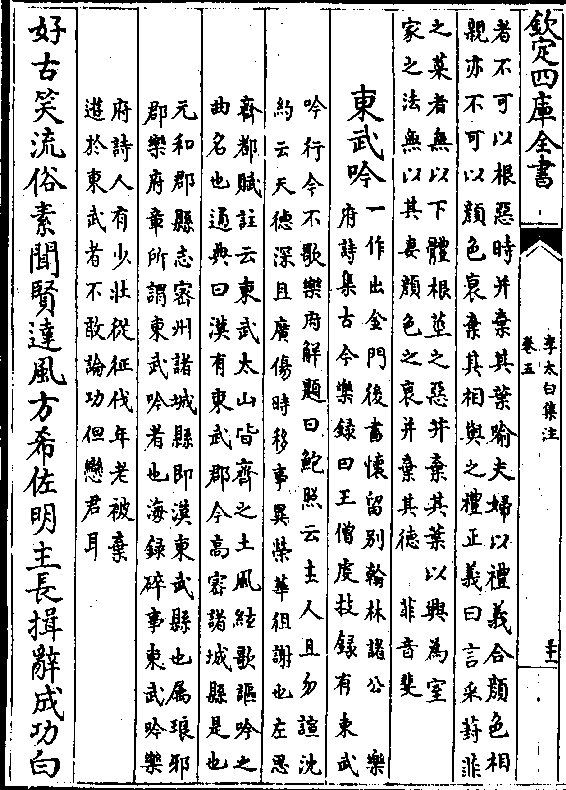 欽定四庫全書
李太白集注
卷五
三十一
者不可以根惡時并棄其葉喻夫婦以禮義合顔色相
親亦不可以顔色衰棄其相與之禮正義曰言采葑菲
之菜者無以下體根莖之惡并棄其葉以興為室
家之法無以其妻顔色之衰并棄其德　菲音斐
東武吟
一作出金門後書懷留別翰林諸公　樂
府詩集古今樂録曰王僧虔技録有東武
吟行今不歌樂府解題曰鮑照云主人且勿諠沈
約云天德深且廣傷時移事異榮華徂謝也左思
齊都賦註云東武太山皆齊之土風絃歌謳吟之
曲名也通典曰漢有東武郡今高密諸城縣是也
元和郡縣志密州諸城縣即漢東武縣也屬琅邪
郡樂府章所謂東武吟者也海録碎事東武吟樂
府詩人有少壯從征伐年老被棄
遊於東武者不敢論功但戀君耳
好古笑流俗素聞賢達風方希佐明主長揖辭成功白